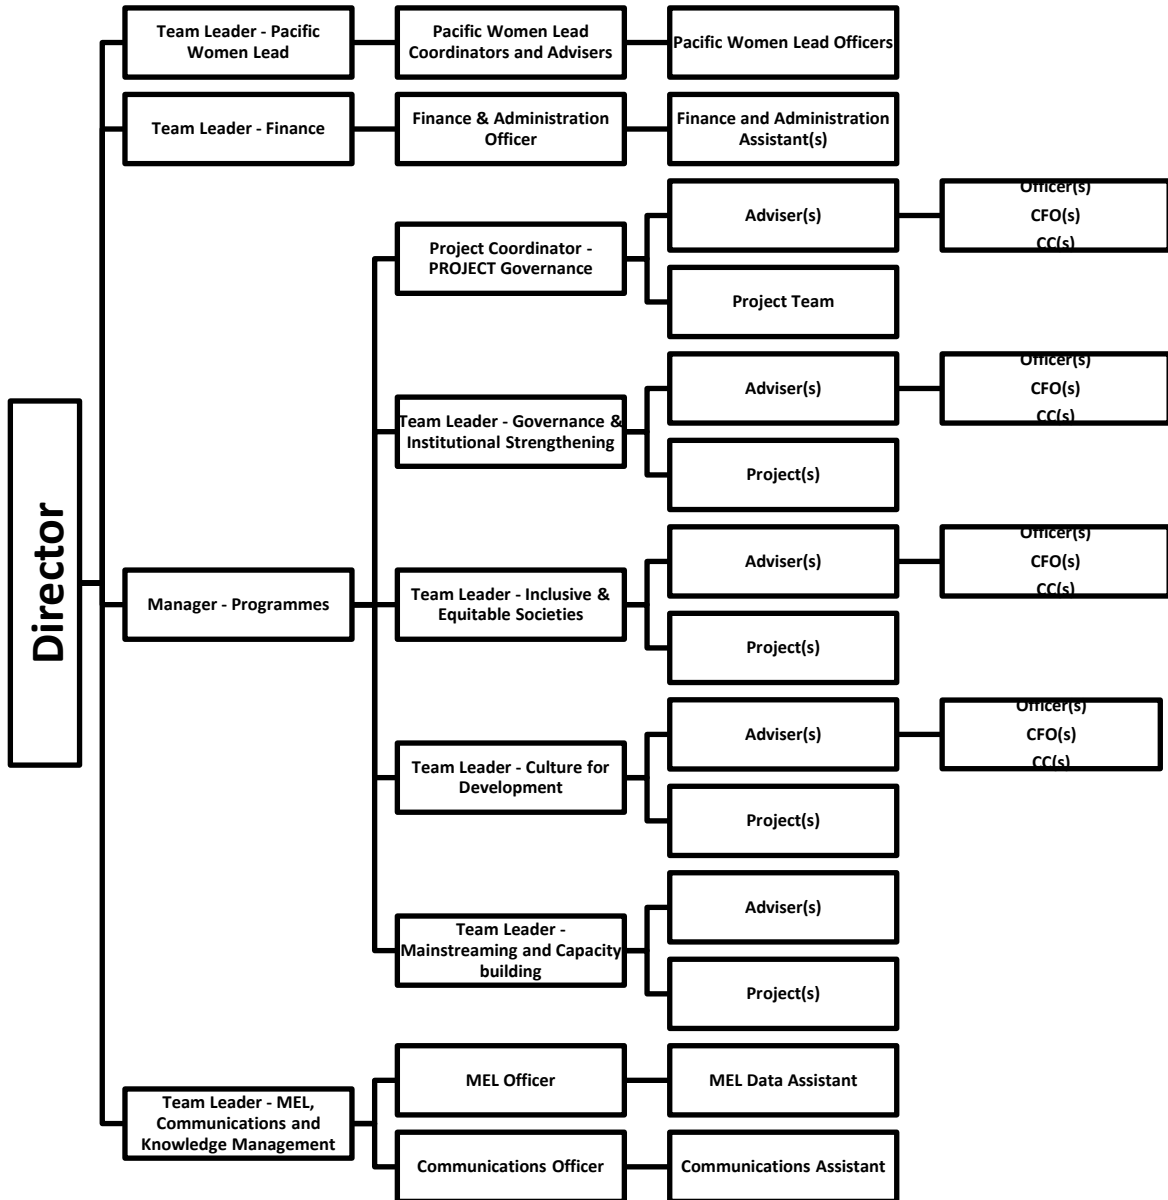 Director
Team Leader - Pacific
Women Lead
Pacific Women Lead
Coordinators and Advisers
Pacific Women Lead Officers
Team Leader - Finance
Finance & Administration
Officer
Finance and Administration
Assistant(s)
Manager - Programmes
Project Coordinator -
PROJECT Governance
Adviser(s)
Officer(s)
CFO(s)
CC(s)
Project Team
Team Leader - Governance &
Institutional Strengthening
Adviser(s)
Officer(s)
CFO(s)
CC(s)
Project(s)
Team Leader - Inclusive &
Equitable Societies
Adviser(s)
Officer(s)
CFO(s)
CC(s)
Project(s)
Team Leader - Culture for
Development
Adviser(s)
Officer(s)
CFO(s)
CC(s)
Project(s)
Team Leader -
Mainstreaming and Capacity
building
Adviser(s)
Project(s)
Team Leader - MEL,
Communications and
Knowledge Management
MEL Officer
MEL Data Assistant
Communications Officer
Communications Assistant